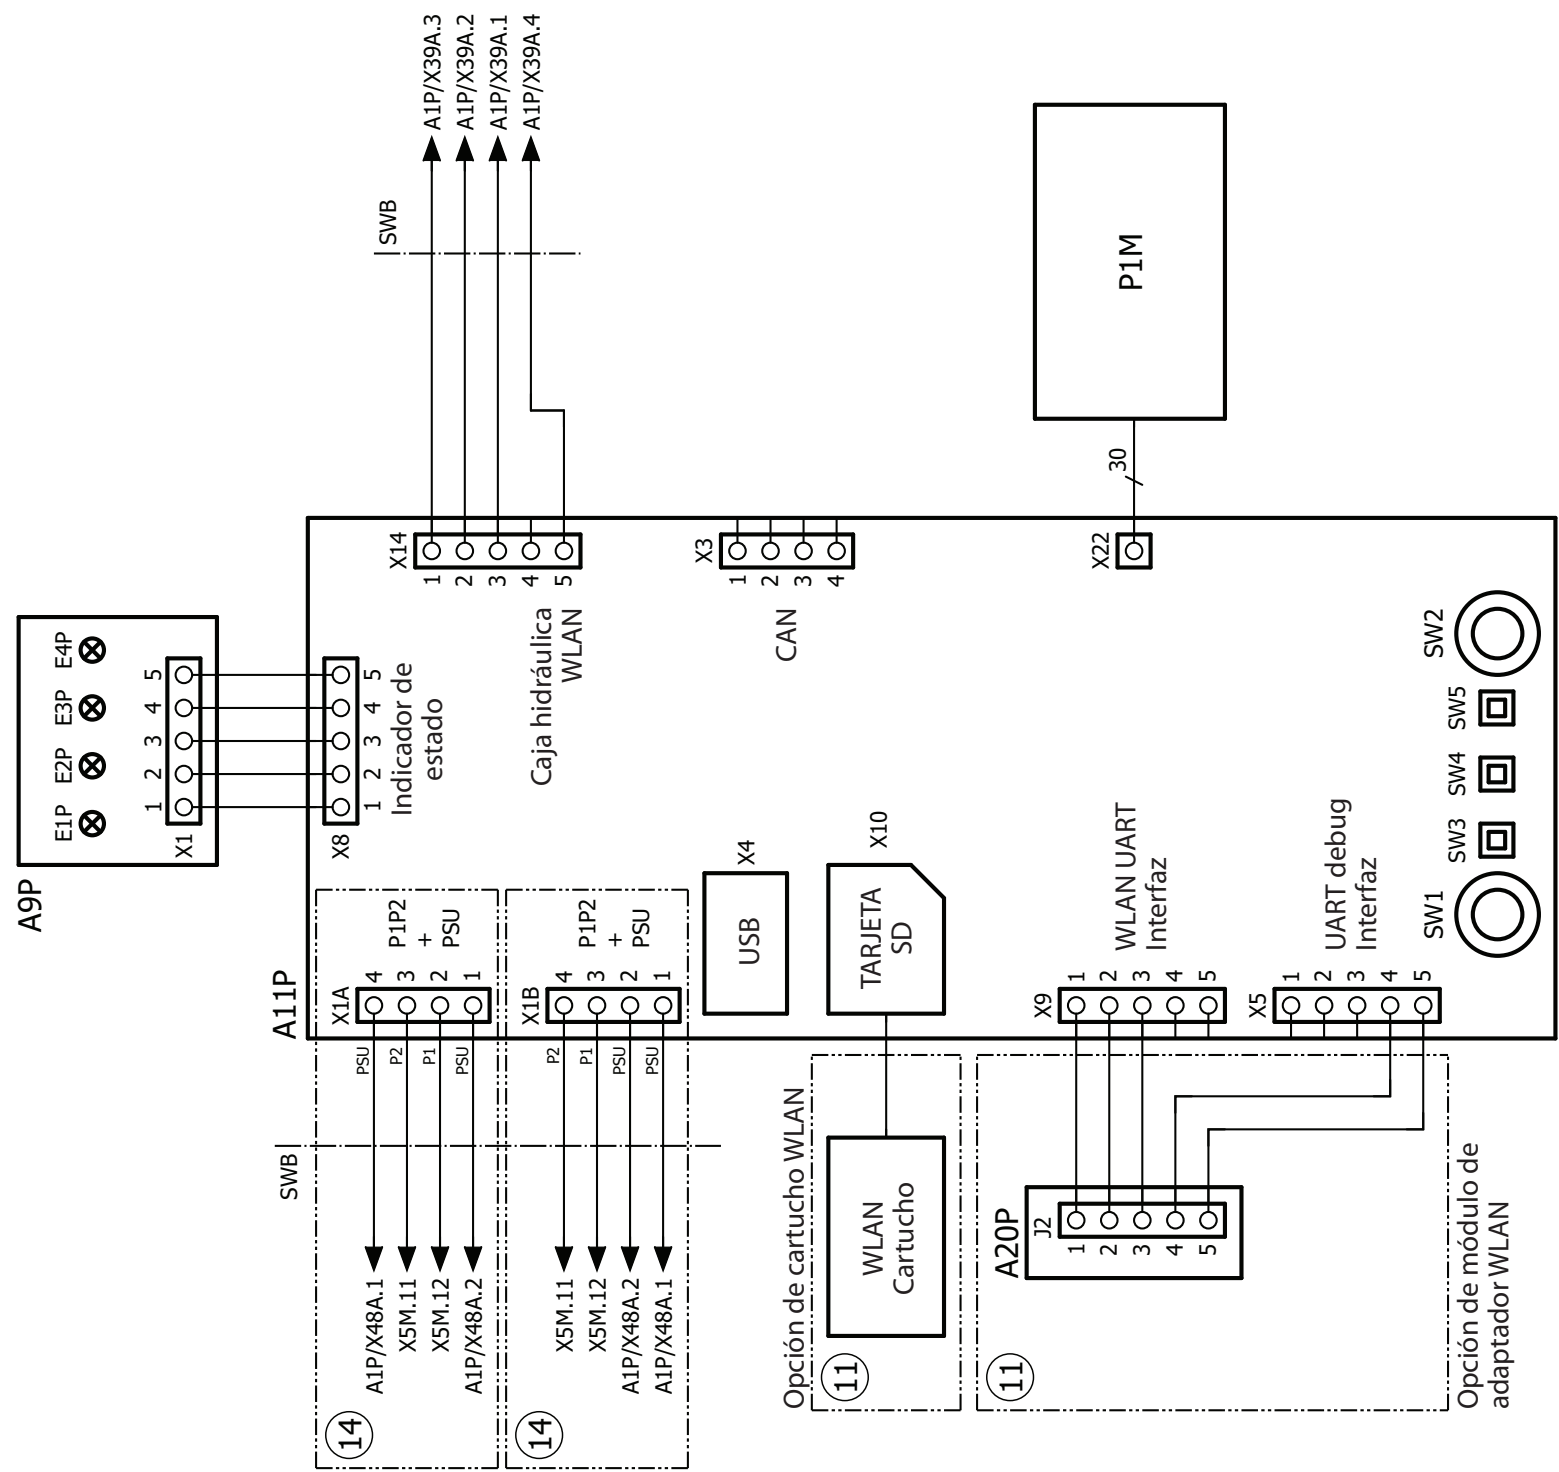 A9P
E1P
E2P
E3P
E4P
X1
1
2
3
4
5
X8
1
2
3
4
5
Indicador de
estado
A11P
SWB
14
A1P/X48A.1
X5M.11
X5M.12
A1P/X48A.2
PSU
P2
P1
PSU
X1A
4
3
2
1
P1P2
+
PSU
14
X5M.11
X5M.12
A1P/X48A.2
A1P/X48A.1
P2
P1
PSU
PSU
X1B
4
3
2
1
P1P2
+
PSU
SWB
A1P/X39A.3
A1P/X39A.2
A1P/X39A.1
A1P/X39A.4
X14
1
2
3
4
5
Caja hidráulica
WLAN
USB
X4
X3
1
2
3
4
CAN
Opción de cartucho WLAN
11
WLAN
Cartucho
TARJETA
SD
X10
11
A20P
J2
1
2
3
4
5
Opción de módulo de
adaptador WLAN
X9
1
2
3
4
5
WLAN UART
Interfaz
X5
1
2
3
4
5
UART debug
Interfaz
X22
30
P1M
SW1
SW3
SW4
SW5
SW2